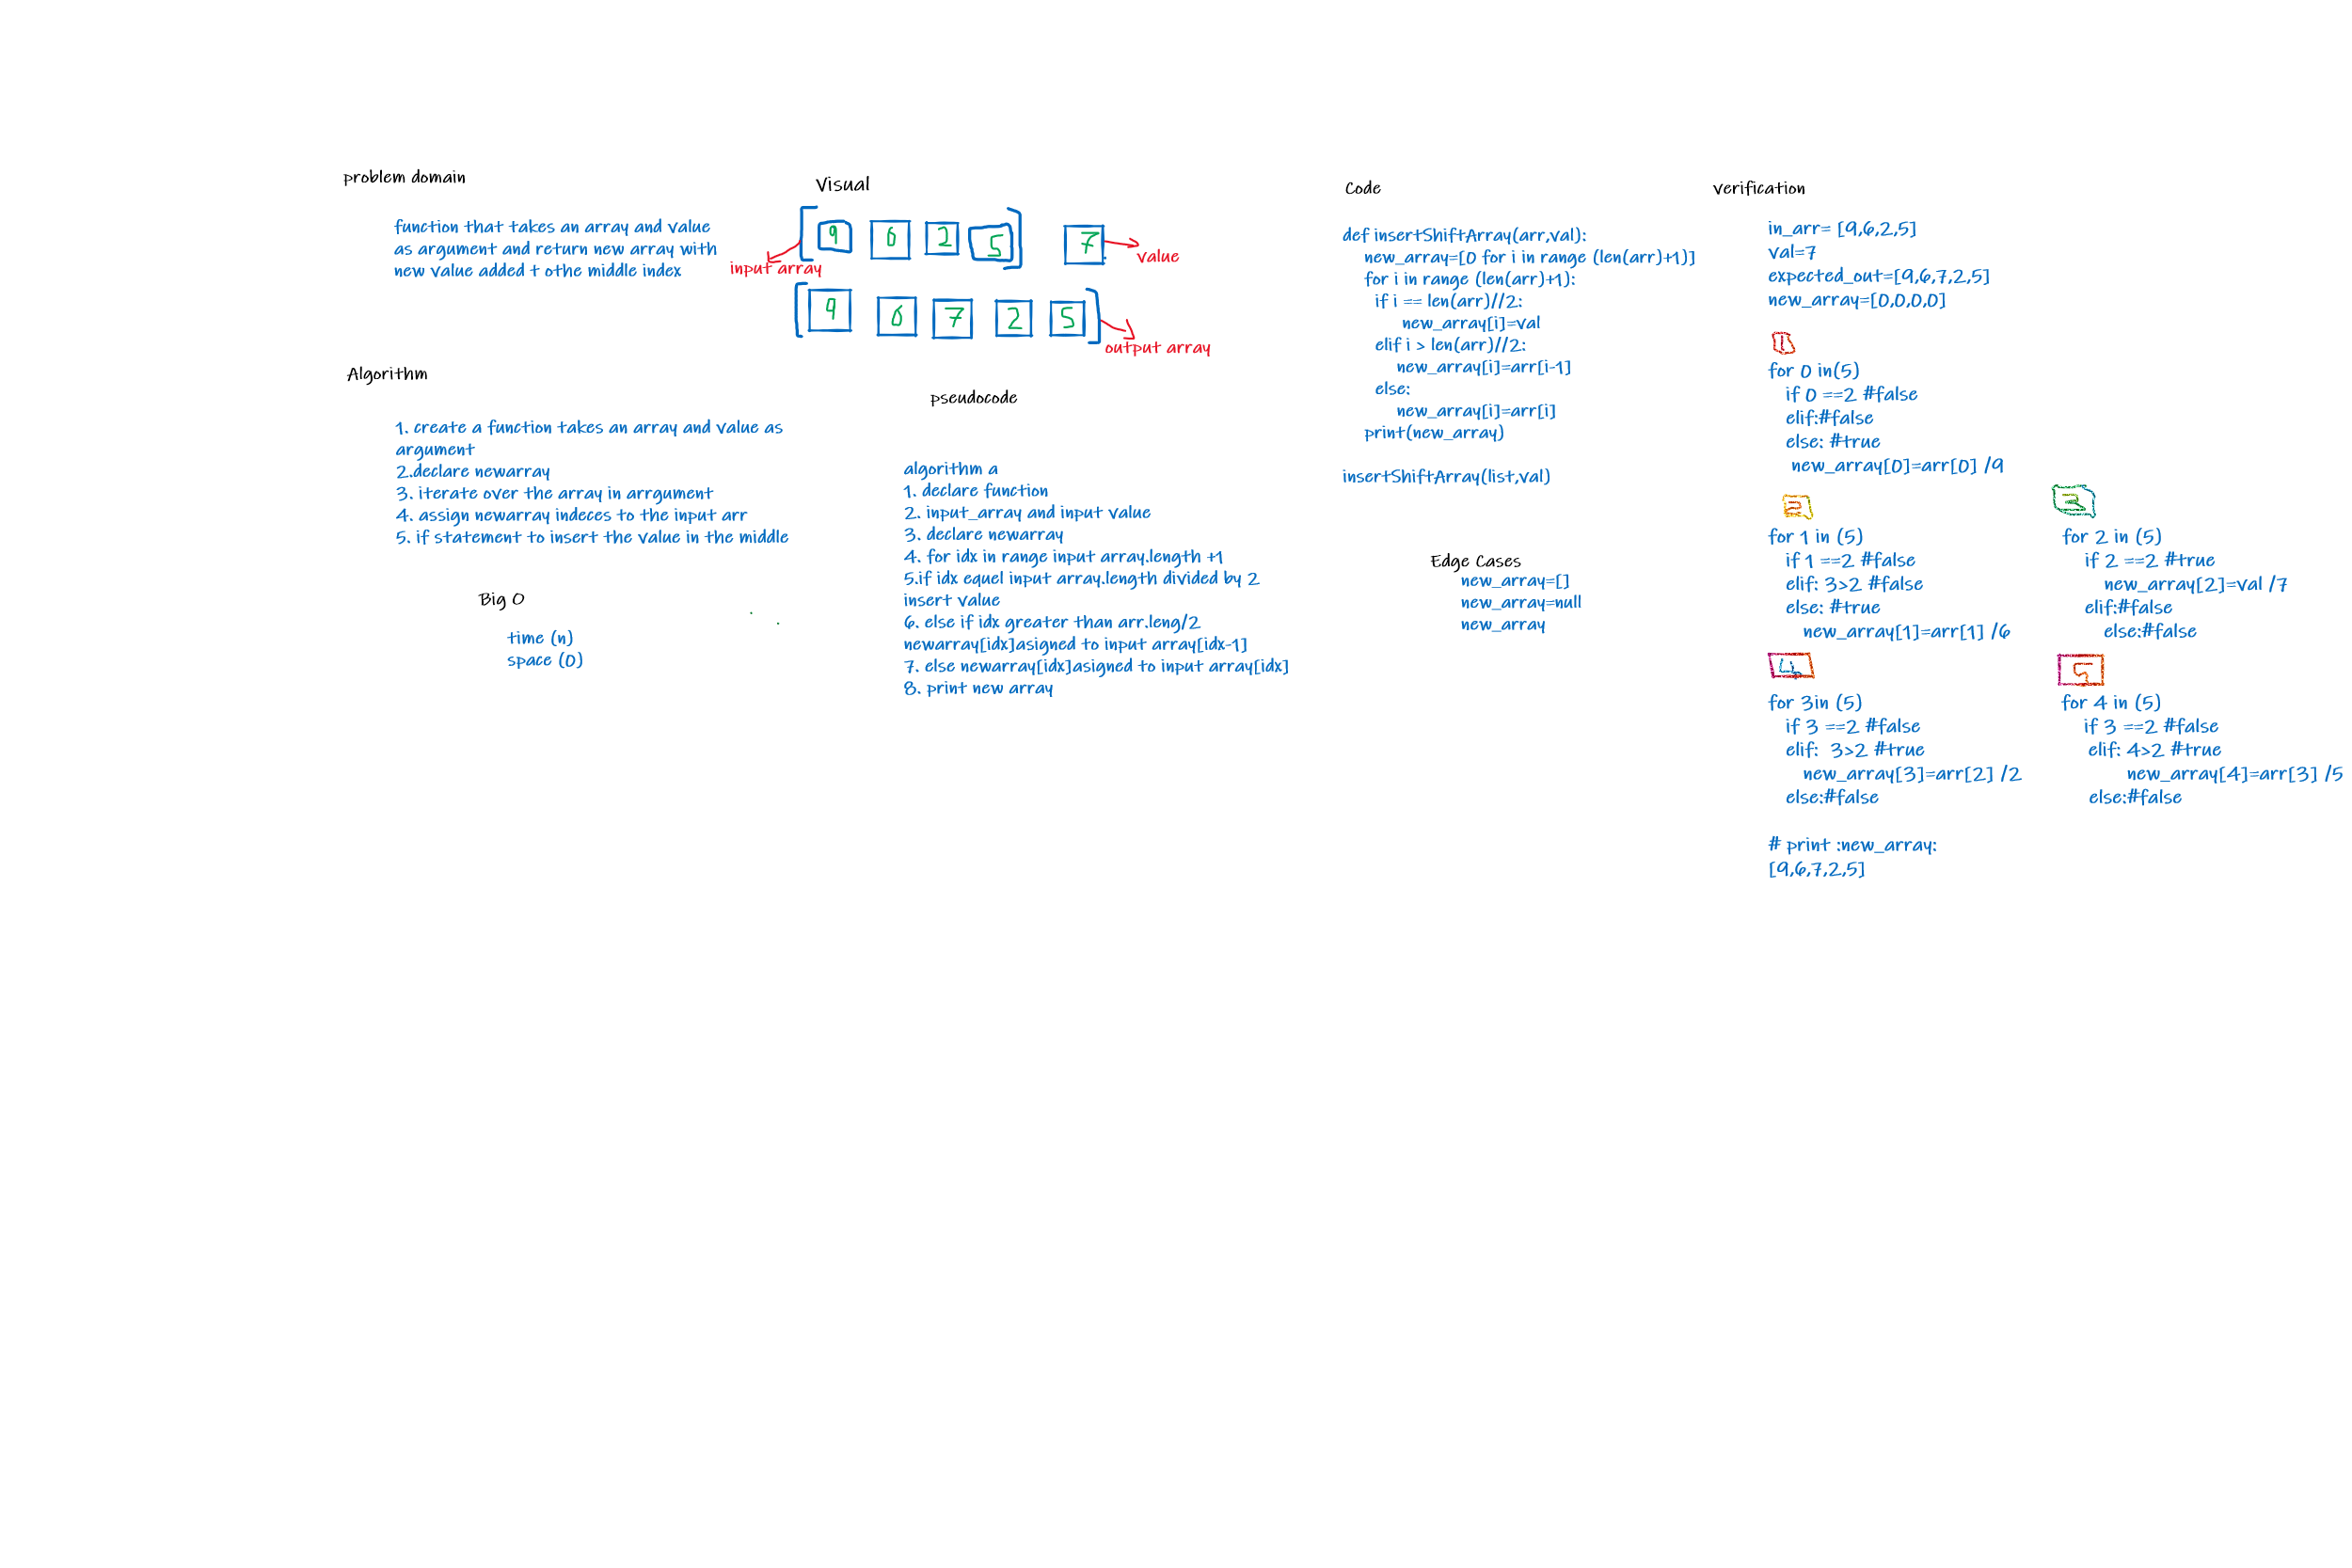 problem domain
function that takes an array and value
as argument and return new array with
new value added t othe middle index
Visual
9 6 2 5 7
input array
value
9 6 7 2 5
output array
Algorithm
1. create a function takes an array and value as
argument
2.declare newarray
3. iterate over the array in arrgument
4. assign newarray indeces to the input arr
5. if statement to insert the value in the middle
Big O
time (n)
space (0)
pseudocode
algorithm a
1. declare function
2. input_array and input value
3. declare newarray
4. for idx in range input array.length +1
5.if idx equel input array.length divided by 2
insert value
6. else if idx greater than arr.leng/2
newarray[idx]asigned to input array[idx-1]
7. else newarray[idx]asigned to input array[idx]
8. print new array
Code
def insertShiftArray(arr,val):
new_array=[0 for i in range (len(arr)+1)]
for i in range (len(arr)+1):
if i == len(arr)//2:
new_array[i]=val
elif i > len(arr)//2:
new_array[i]=arr[i-1]
else:
new_array[i]=arr[i]
print(new_array)
insertShiftArray(list,val)
Edge Cases
new_array=[]
new_array=null
new_array
verification
in_arr= [9,6,2,5]
val=7
expected_out=[9,6,7,2,5]
new_array=[0,0,0,0]
1
for 0 in(5)
if 0 ==2 #false
elif:#false
else: #true
new_array[0]=arr[0] /9
2
for 1 in (5)
if 1 ==2 #false
elif: 3>2 #false
else: #true
new_array[1]=arr[1] /6
3
for 2 in (5)
if 2 ==2 #true
new_array[2]=val /7
elif:#false
else:#false
4
for 3in (5)
if 3 ==2 #false
elif: 3>2 #true
new_array[3]=arr[2] /2
else:#false
5
for 4 in (5)
if 3 ==2 #false
elif: 4>2 #true
new_array[4]=arr[3] /5
else:#false
# print :new_array:
[9,6,7,2,5]